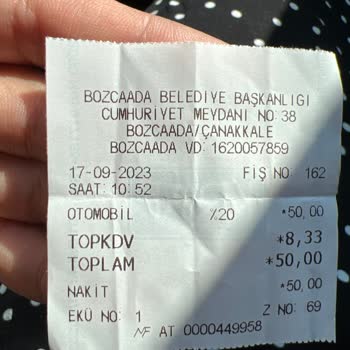 BOZCAADA BELEDİYE BAŞKANLIGI
CUMHURİYET MEYDANI NO: 38
BOZCAADA/ÇANAKKALE
BOZCAADA VD: 1620057859
17-09-2023 FİŞ NO: 162
SAAT: 10:52
OTOMOBİL %20 *50,00
TOPKDV *8,33
TOPLAM *50,00
NAKİT *50,00
EKÜ NO: 1 Z NO: 69
MF AT 0000449958